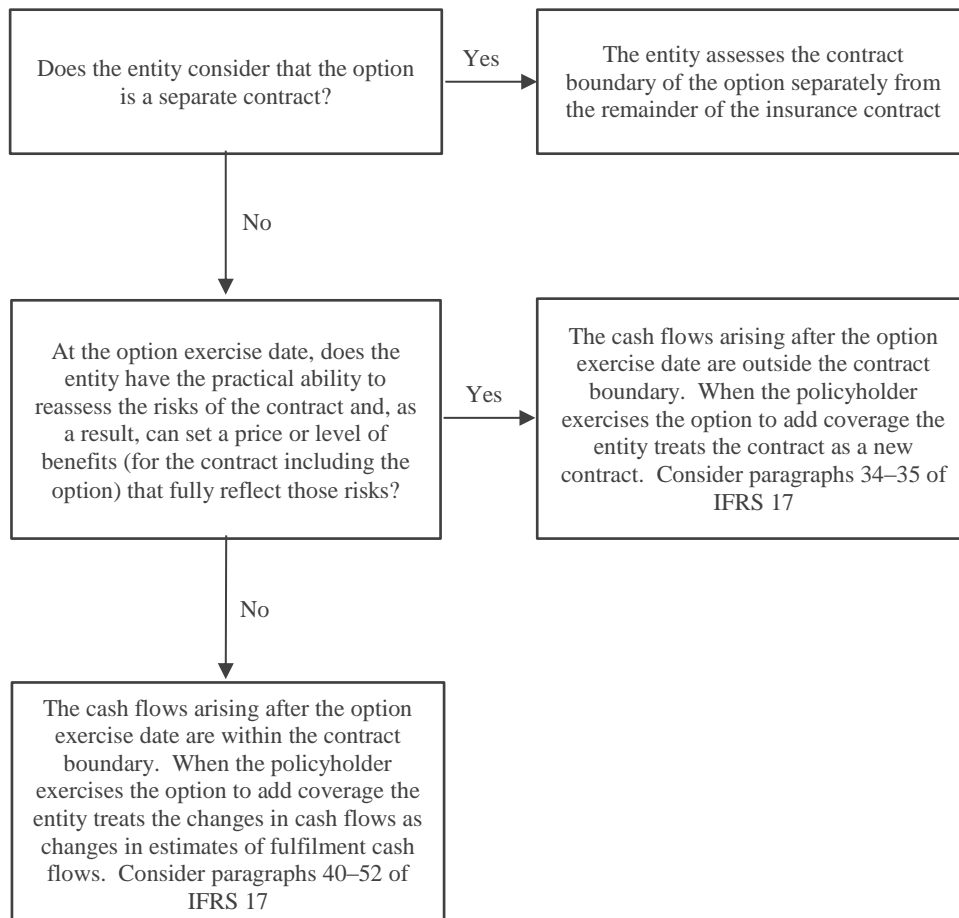 Does the entity consider that the option
is a separate contract?
Yes
The entity assesses the contract
boundary of the option separately from
the remainder of the insurance contract
No
At the option exercise date, does the
entity have the practical ability to
reassess the risks of the contract and, as
a result, can set a price or level of
benefits (for the contract including the
option) that fully reflect those risks?
Yes
The cash flows arising after the option
exercise date are outside the contract
boundary.  When the policyholder
exercises the option to add coverage the
entity treats the contract as a new
contract.  Consider paragraphs 34–35 of
IFRS 17
No
The cash flows arising after the option
exercise date are within the contract
boundary.  When the policyholder
exercises the option to add coverage the
entity treats the changes in cash flows as
changes in estimates of fulfilment cash
flows.  Consider paragraphs 40–52 of
IFRS 17